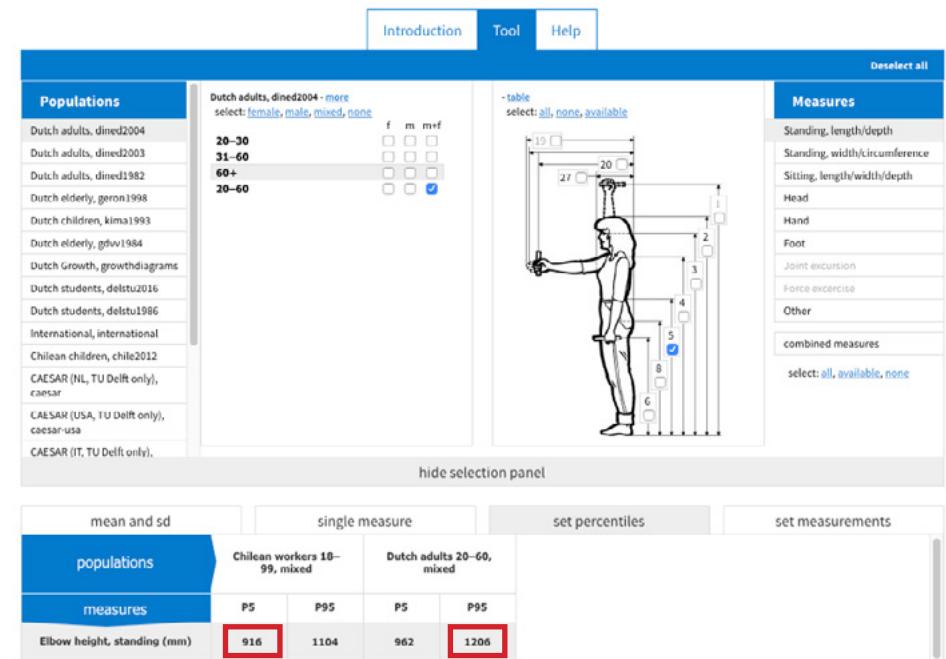 Introduction
Tool
Help
Deselect all
Populations
Dutch adults, dined2004
Dutch adults, dined2003
Dutch adults, dined1982
Dutch elderly, geron1998
Dutch children, kima1993
Dutch elderly, gdvv1984
Dutch Growth, growthdiagrams
Dutch students, delstu2016
Dutch students, delstu1986
International, international
Chilean children, chile2012
CAESAR (NL, TU Delft only),
caesar
CAESAR (USA, TU Delft only),
caesar-usa
CAESAR (IT, TU Delft only),
Dutch adults, dined2004 - more
select: female, male, mixed, none
f m m+f
20–30
31–60
60+
20–60
- table
select: all, none, available
19
20
27
1
2
3
4
5
8
6
Measures
Standing, length/depth
Standing, width/circumference
Sitting, length/width/depth
Head
Hand
Foot
Joint excursion
Force excercise
Other
combined measures
select: all, available, none
hide selection panel
mean and sd
single measure
set percentiles
set measurements
populations
Chilean workers 18–
99, mixed
Dutch adults 20–60,
mixed
measures
P5 P95 P5 P95
Elbow height, standing (mm) 916 1104 962 1206